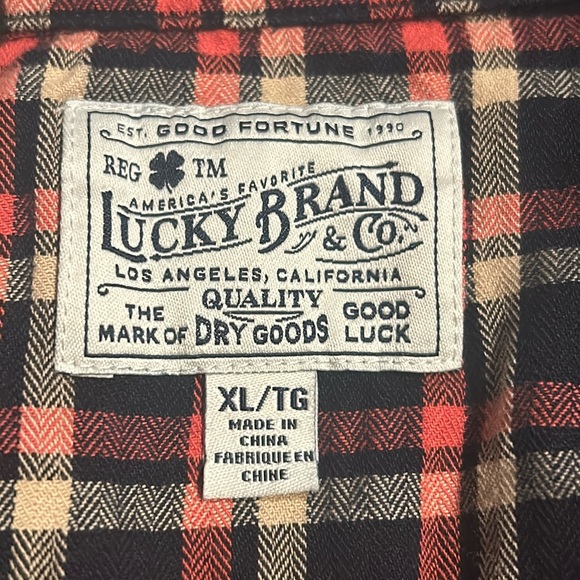 EST. GOOD FORTUNE 1990
REG TM
AMERICA'S FAVORITE
LUCKY BRAND
& Co.
LOS ANGELES, CALIFORNIA
QUALITY
THE MARK OF DRY GOODS GOOD LUCK
XL/TG
MADE IN
CHINA
FABRIQUE EN
CHINE